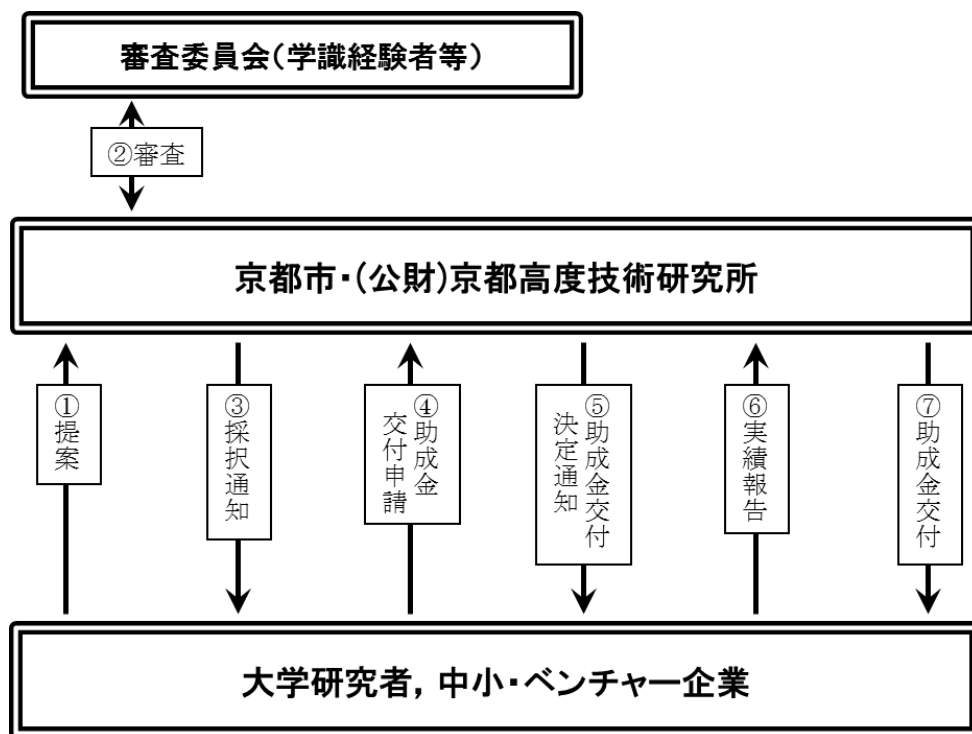 審査委員会(学識経験者等)
②審査
京都市・(公財)京都高度技術研究所
①提案
③採択通知
④助成金
交付申請
⑤助成金交付
決定通知
⑥実績報告
⑦助成金交付
大学研究者，中小・ベンチャー企業